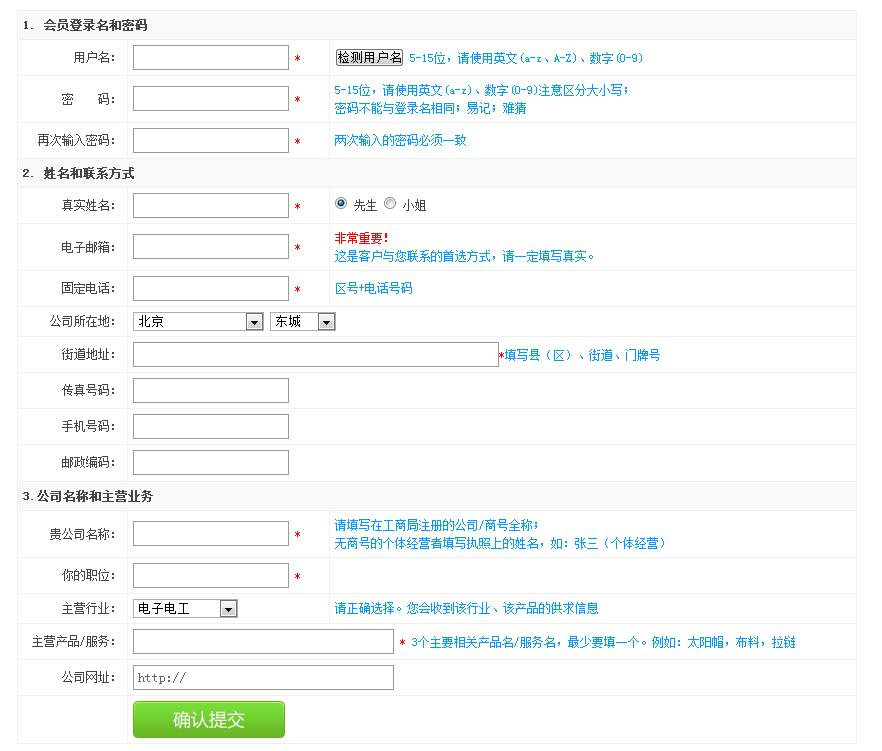 1. 会员登录名和密码
用户名： * 检测用户名 5-15位，请使用英文(a-z、A-Z)、数字(0-9)
密 码： * 5-15位，请使用英文(a-z)、数字(0-9)注意区分大小写；
密码不能与登录名相同；易记；难猜
再次输入密码： * 两次输入的密码必须一致
2. 姓名和联系方式
真实姓名： * 先生 小姐
电子邮箱： * 非常重要！
这是客户与您联系的首选方式，请一定填写真实。
固定电话： * 区号+电话号码
公司所在地： 北京 东城
街道地址： *填写县（区）、街道、门牌号
传真号码：
手机号码：
邮政编码：
3.公司名称和主营业务
贵公司名称： * 请填写在工商局注册的公司/商号全称；
无商号的个体经营者填写执照上的姓名，如：张三（个体经营）
你的职位： *
主营行业： 电子电工 请正确选择。您会收到该行业、该产品的供求信息
主营产品/服务： * 3个主要相关产品名/服务名，最少要填一个。例如：太阳帽，布料，拉链
公司网址： http://
确认提交